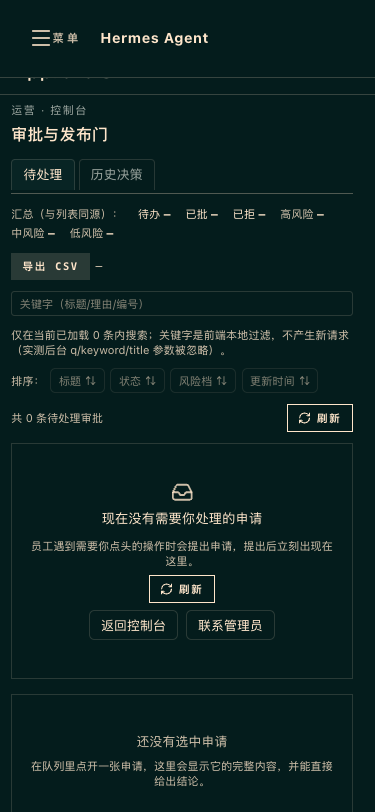 菜单
Hermes Agent
运营 · 控制台
审批与发布门
待处理
历史决策
汇总（与列表同源）： 待办 — 已批 — 已拒 — 高风险 —
中风险 — 低风险 —
导出 CSV —
关键字（标题/理由/编号）
仅在当前已加载 0 条内搜索；关键字是前端本地过滤，不产生新请求
（实测后台 q/keyword/title 参数被忽略）。
排序： 标题 ⇅ 状态 ⇅ 风险档 ⇅ 更新时间 ⇅
共 0 条待处理审批
刷新
现在没有需要你处理的申请
员工遇到需要你点头的操作时会提出申请，提出后立刻出现在
这里。
刷新
返回控制台
联系管理员
还没有选中申请
在队列里点开一张申请，这里会显示它的完整内容，并能直接
给出结论。